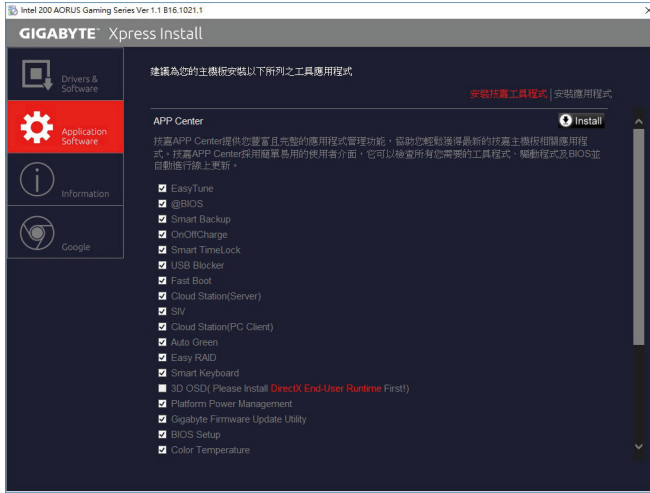 Intel 200 AORUS Gaming Series Ver 1.1 B16.1021.1
GIGABYTE™ Xpress Install
Drivers &
Software
Application
Software
Information
Google
建議為您的主機板安裝以下所列之工具應用程式
安裝技嘉工具程式 | 安裝應用程式
APP Center
Install
技嘉APP Center提供您豐富且完整的應用程式管理功能，協助您輕鬆獲得最新的技嘉主機板相關應用程
式。技嘉APP Center採用簡單易用的使用者介面，它可以檢查所有您需要的工具程式、驅動程式及BIOS並
自動進行線上更新。
EasyTune
@BIOS
Smart Backup
OnOffCharge
Smart TimeLock
USB Blocker
Fast Boot
Cloud Station(Server)
SIV
Cloud Station(PC Client)
Auto Green
Easy RAID
Smart Keyboard
3D OSD( Please Install DirectX End-User Runtime First!)
Platform Power Management
Gigabyte Firmware Update Utility
BIOS Setup
Color Temperature